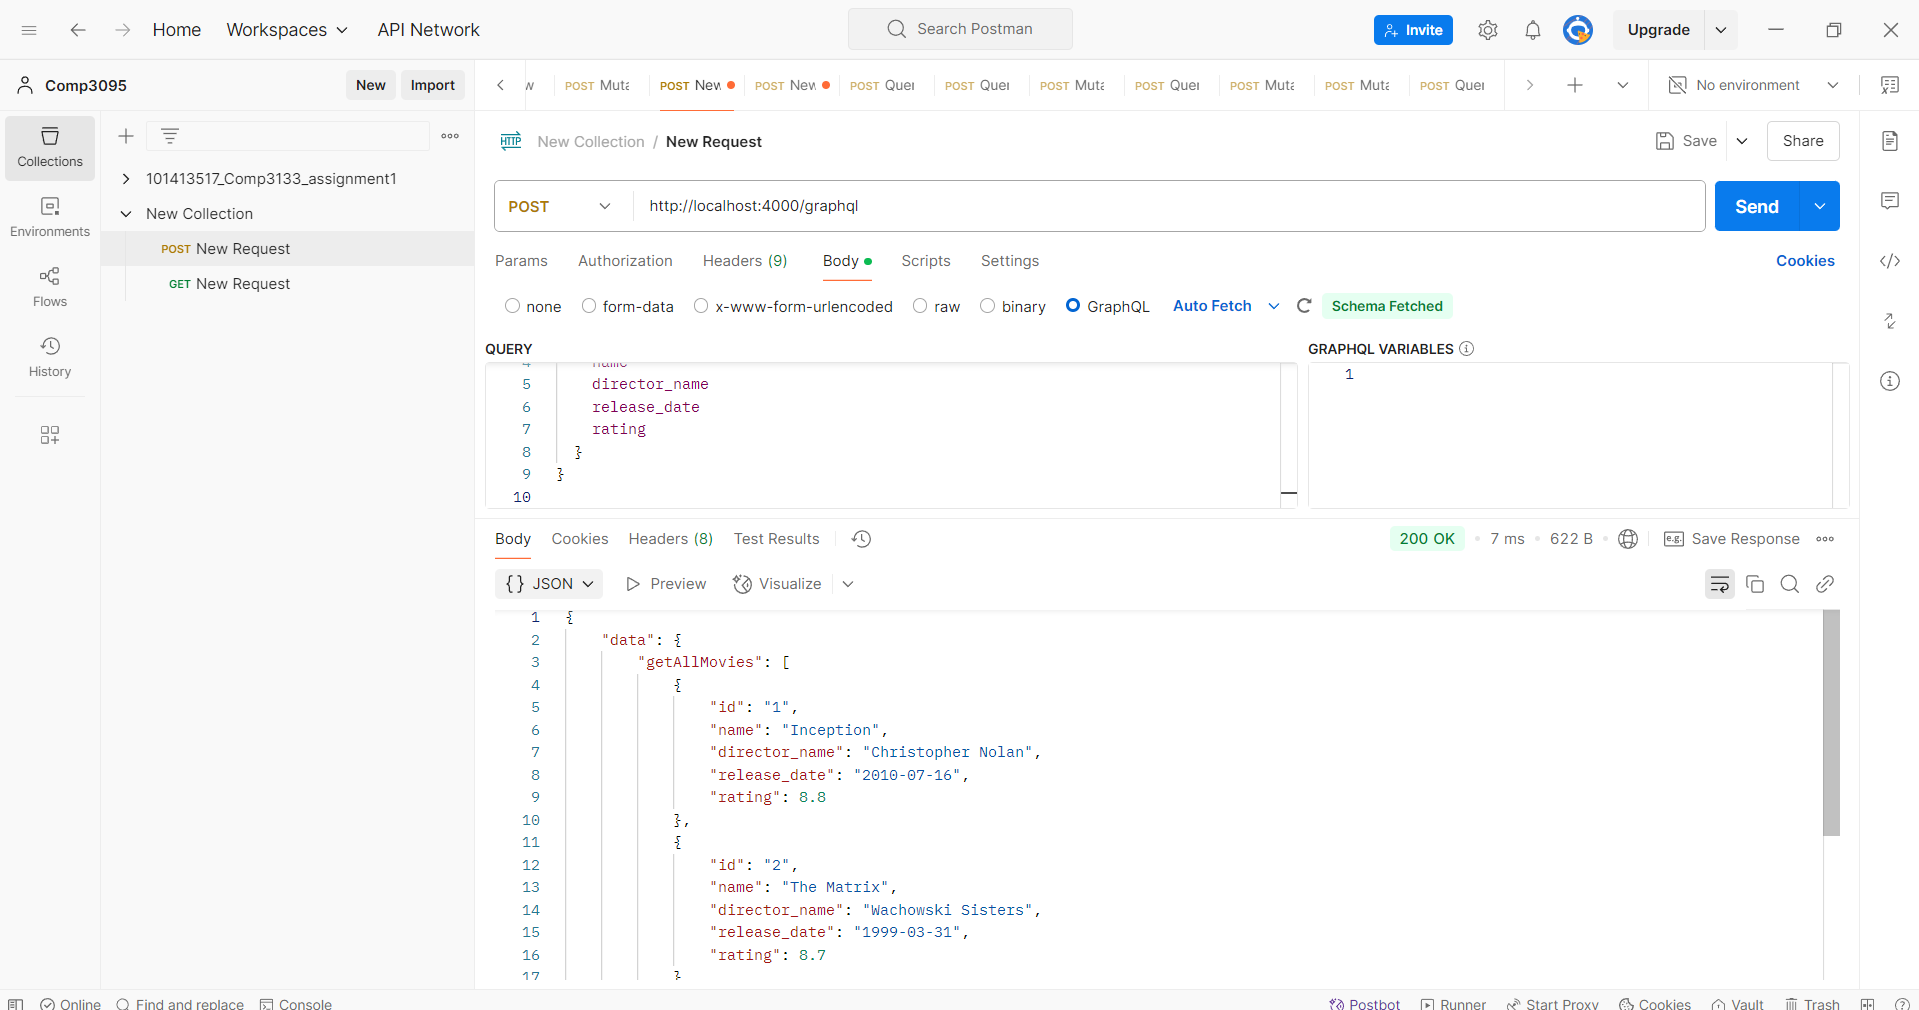 Home Workspaces API Network Search Postman Invite Upgrade
Comp3095 New Import
POST Muta POST New POST New POST Quer POST Quer POST Muta POST Quer POST Muta POST Muta POST Quer No environment
Collections
Environments
Flows
History
101413517_Comp3133_assignment1
New Collection
POST New Request
GET New Request
HTTP New Collection / New Request Save Share
POST http://localhost:4000/graphql Send
Params Authorization Headers (9) Body Scripts Settings Cookies
none form-data x-www-form-urlencoded raw binary GraphQL Auto Fetch Schema Fetched
QUERY GRAPHQL VARIABLES
4 name
5 director_name
6 release_date
7 rating
8 }
9 }
10
1
Body Cookies Headers (8) Test Results 200 OK • 7 ms • 622 B • e.g. Save Response
{} JSON Preview Visualize
1 {
2 "data": {
3 "getAllMovies": [
4 {
5 "id": "1",
6 "name": "Inception",
7 "director_name": "Christopher Nolan",
8 "release_date": "2010-07-16",
9 "rating": 8.8
10 },
11 {
12 "id": "2",
13 "name": "The Matrix",
14 "director_name": "Wachowski Sisters",
15 "release_date": "1999-03-31",
16 "rating": 8.7
17 }
Online Find and replace Console Postbot Runner Start Proxy Cookies Vault Trash